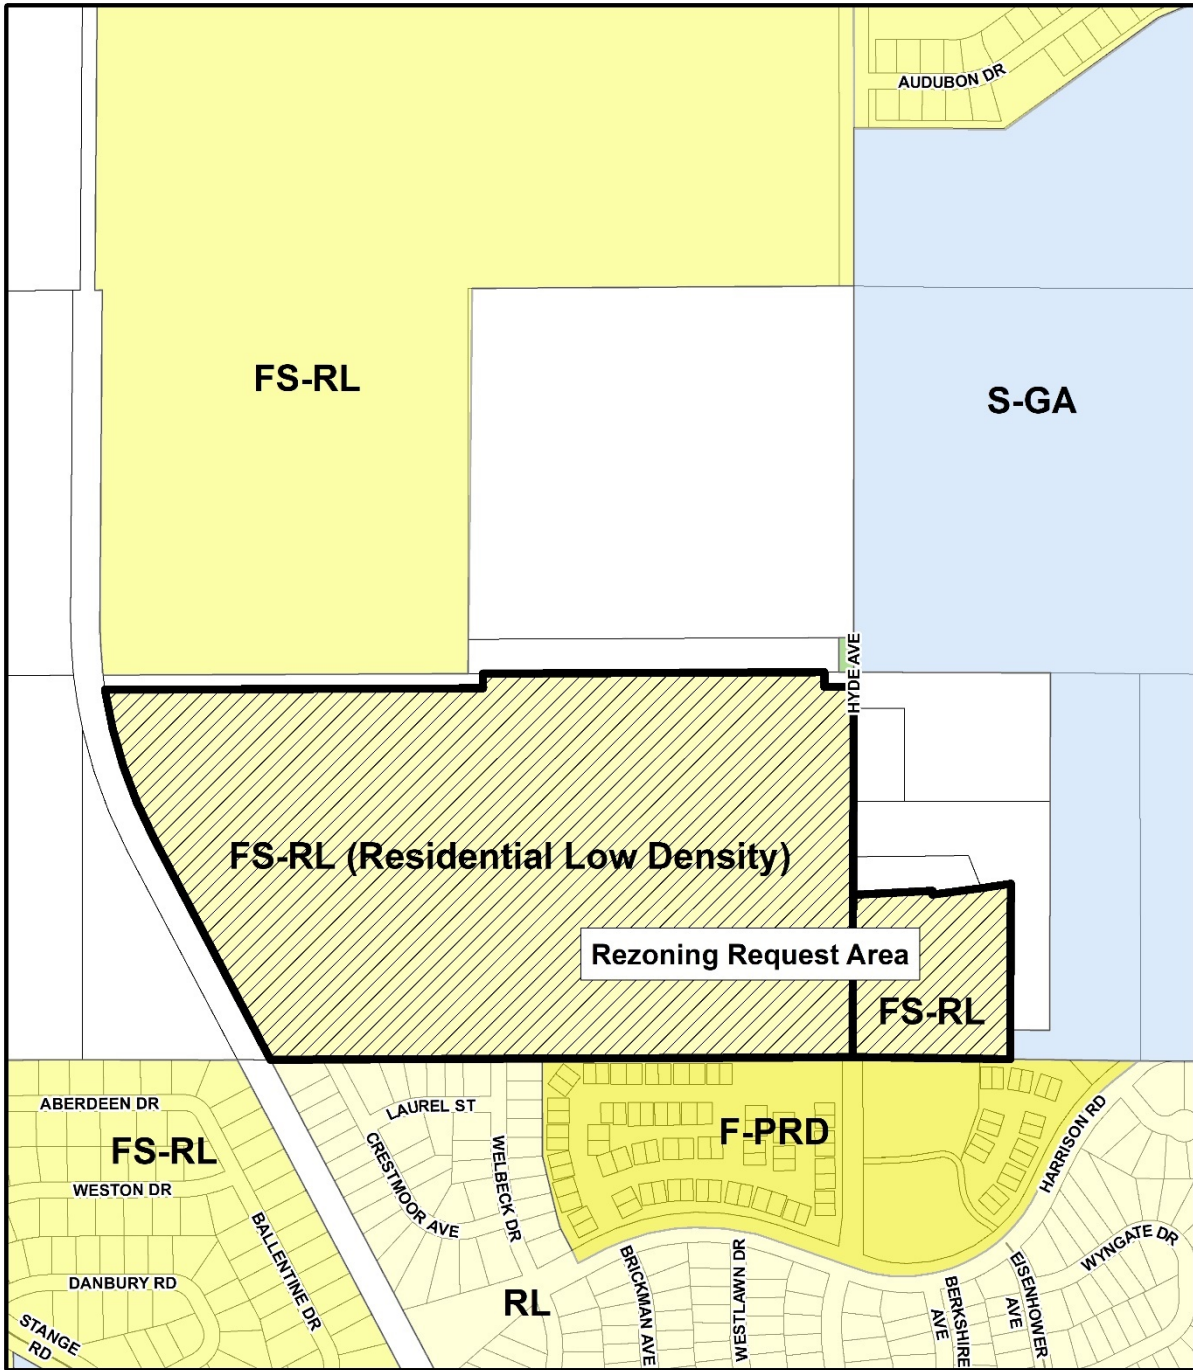 AUDUBON DR
FS-RL
S-GA
HYDE AVE
FS-RL (Residential Low Density)
Rezoning Request Area
FS-RL
ABERDEEN DR
LAUREL ST
F-PRD
HARRISON RD
FS-RL
WELBECK DR
CRESTMOOR AVE
WESTON DR
BALLENTINE DR
WYNGATE DR
DANBURY RD
RL
BRICKMAN AVE
WESTLAWN DR
BERKSHIRE
AVE
EISENHOWER
AVE
STANGE
RD